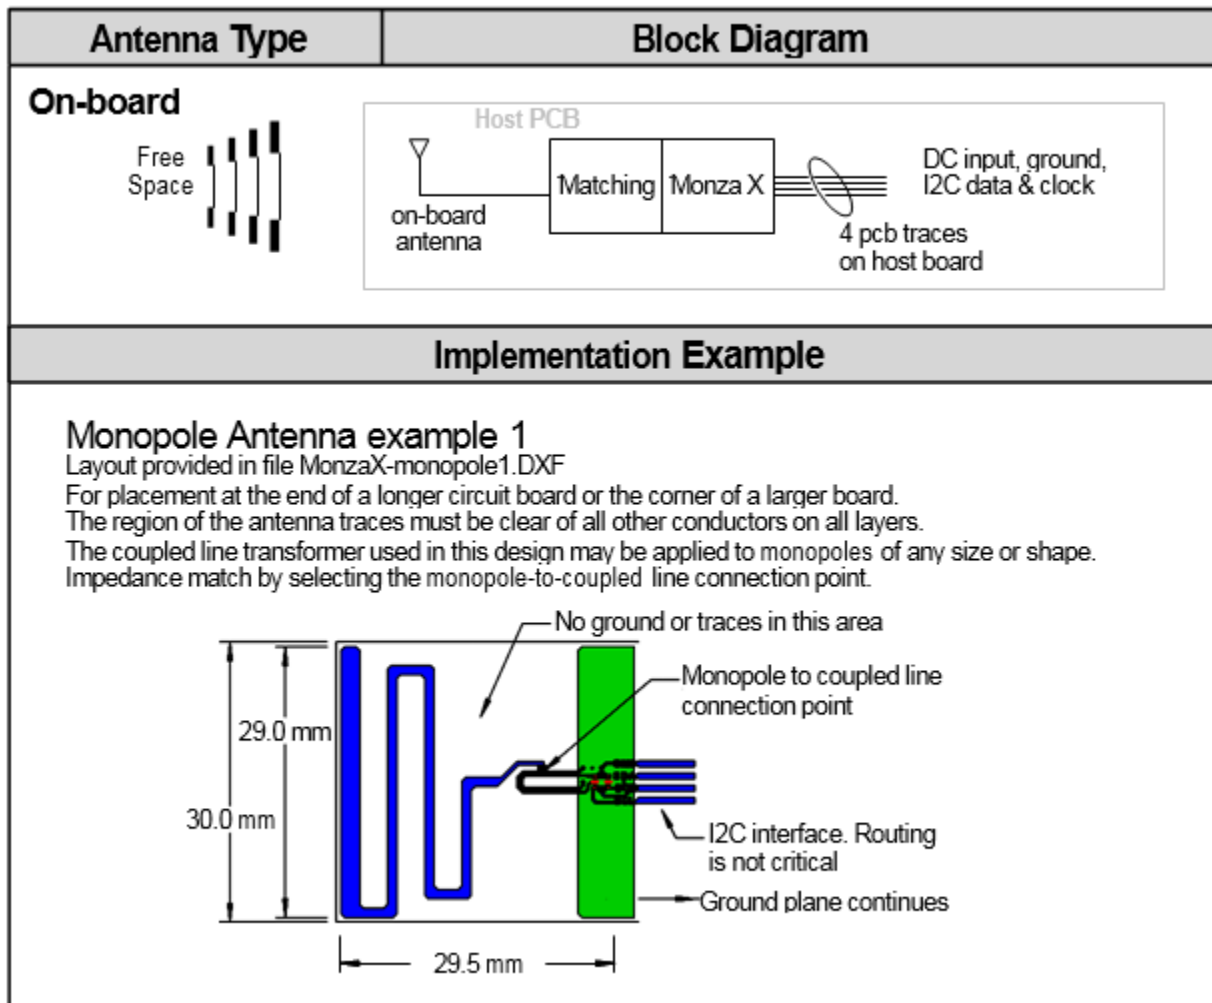 Antenna Type
Block Diagram
On-board
Free
Space
Host PCB
on-board
antenna
Matching
Monza X
DC input, ground,
I2C data & clock
4 pcb traces
on host board
Implementation Example
Monopole Antenna example 1
Layout provided in file MonzaX-monopole1.DXF
For placement at the end of a longer circuit board or the corner of a larger board.
The region of the antenna traces must be clear of all other conductors on all layers.
The coupled line transformer used in this design may be applied to monopoles of any size or shape.
Impedance match by selecting the monopole-to-coupled line connection point.
No ground or traces in this area
Monopole to coupled line
connection point
29.0 mm
30.0 mm
I2C interface. Routing
is not critical
Ground plane continues
29.5 mm